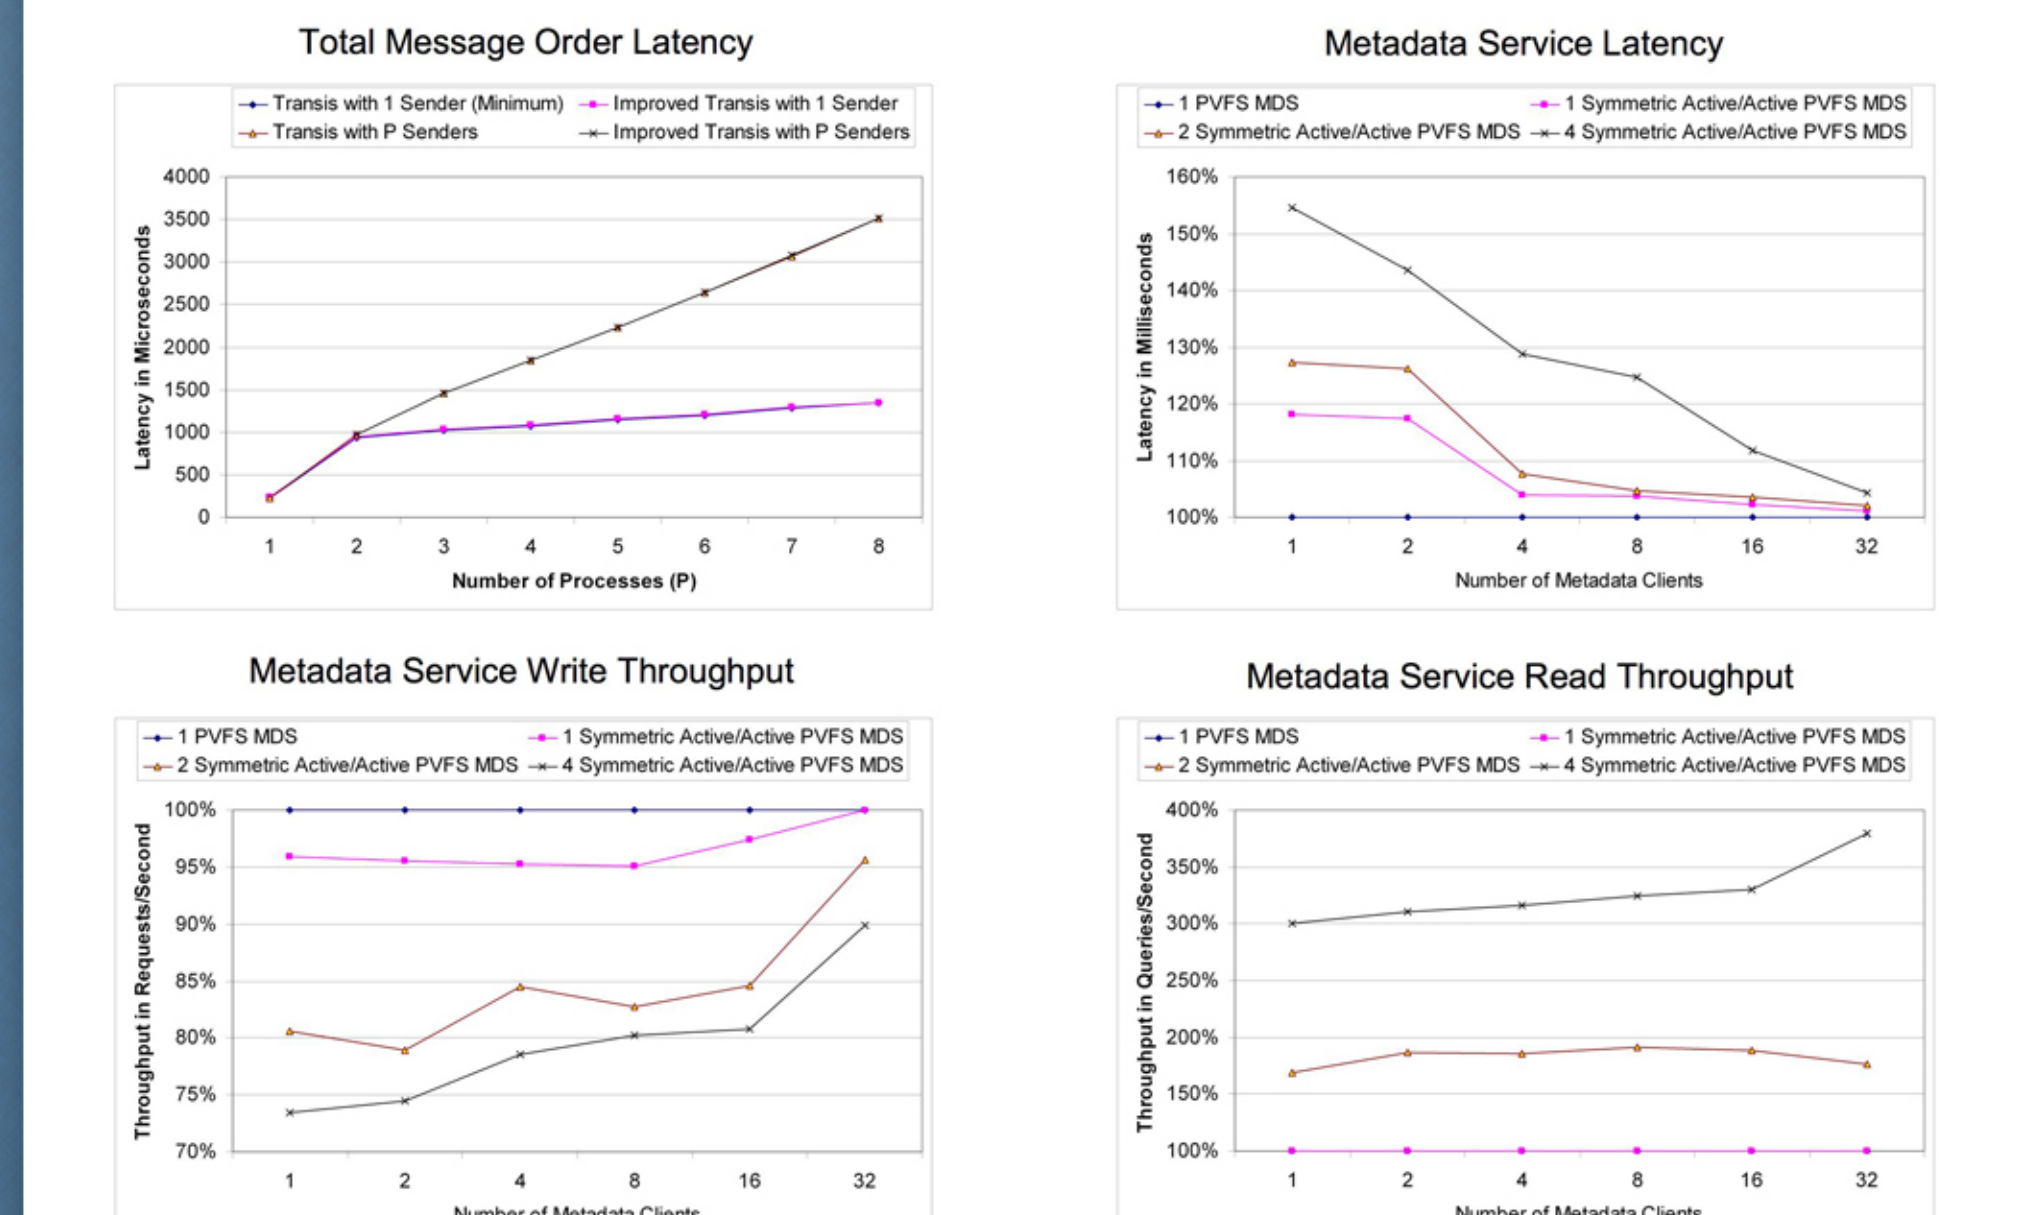 Total Message Order Latency
Transis with 1 Sender (Minimum) Improved Transis with 1 Sender
Transis with P Senders Improved Transis with P Senders
4000
3500
3000
2500
2000
1500
1000
500
0
Latency in Microseconds
1 2 3 4 5 6 7 8
Number of Processes (P)
Metadata Service Latency
1 PVFS MDS 1 Symmetric Active/Active PVFS MDS
2 Symmetric Active/Active PVFS MDS 4 Symmetric Active/Active PVFS MDS
160%
150%
140%
130%
120%
110%
100%
Latency in Milliseconds
1 2 4 8 16 32
Number of Metadata Clients
Metadata Service Write Throughput
1 PVFS MDS 1 Symmetric Active/Active PVFS MDS
2 Symmetric Active/Active PVFS MDS 4 Symmetric Active/Active PVFS MDS
100%
95%
90%
85%
80%
75%
70%
Throughput in Requests/Second
1 2 4 8 16 32
Number of Metadata Clients
Metadata Service Read Throughput
1 PVFS MDS 1 Symmetric Active/Active PVFS MDS
2 Symmetric Active/Active PVFS MDS 4 Symmetric Active/Active PVFS MDS
400%
350%
300%
250%
200%
150%
100%
Throughput in Queries/Second
1 2 4 8 16 32
Number of Metadata Clients